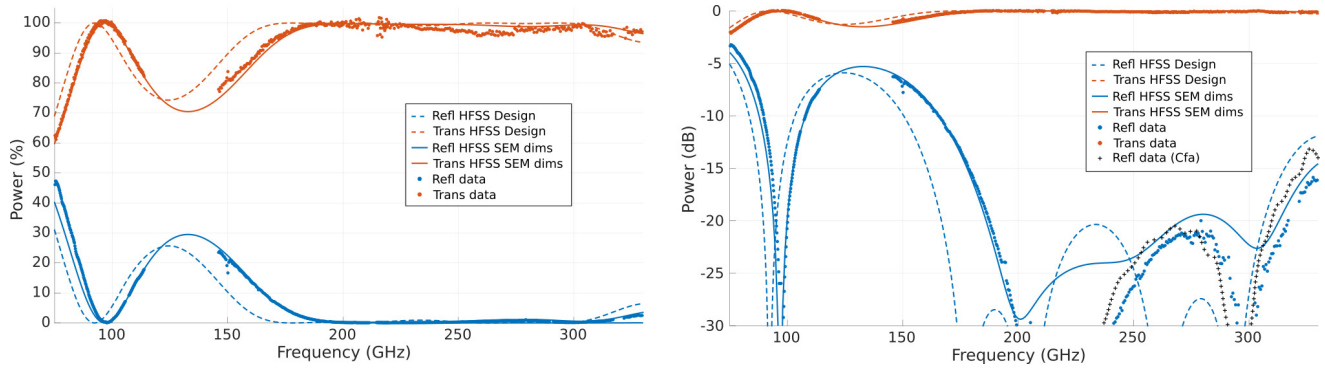 100
90
80
70
60
50
40
30
20
10
0
Power (%)
100
150
200
250
300
Frequency (GHz)
Refl HFSS Design
Trans HFSS Design
Refl HFSS SEM dims
Trans HFSS SEM dims
Refl data
Trans data
0
-5
-10
-15
-20
-25
-30
Power (dB)
100
150
200
250
300
Frequency (GHz)
Refl HFSS Design
Trans HFSS Design
Refl HFSS SEM dims
Trans HFSS SEM dims
Refl data
Trans data
Refl data (Cfa)